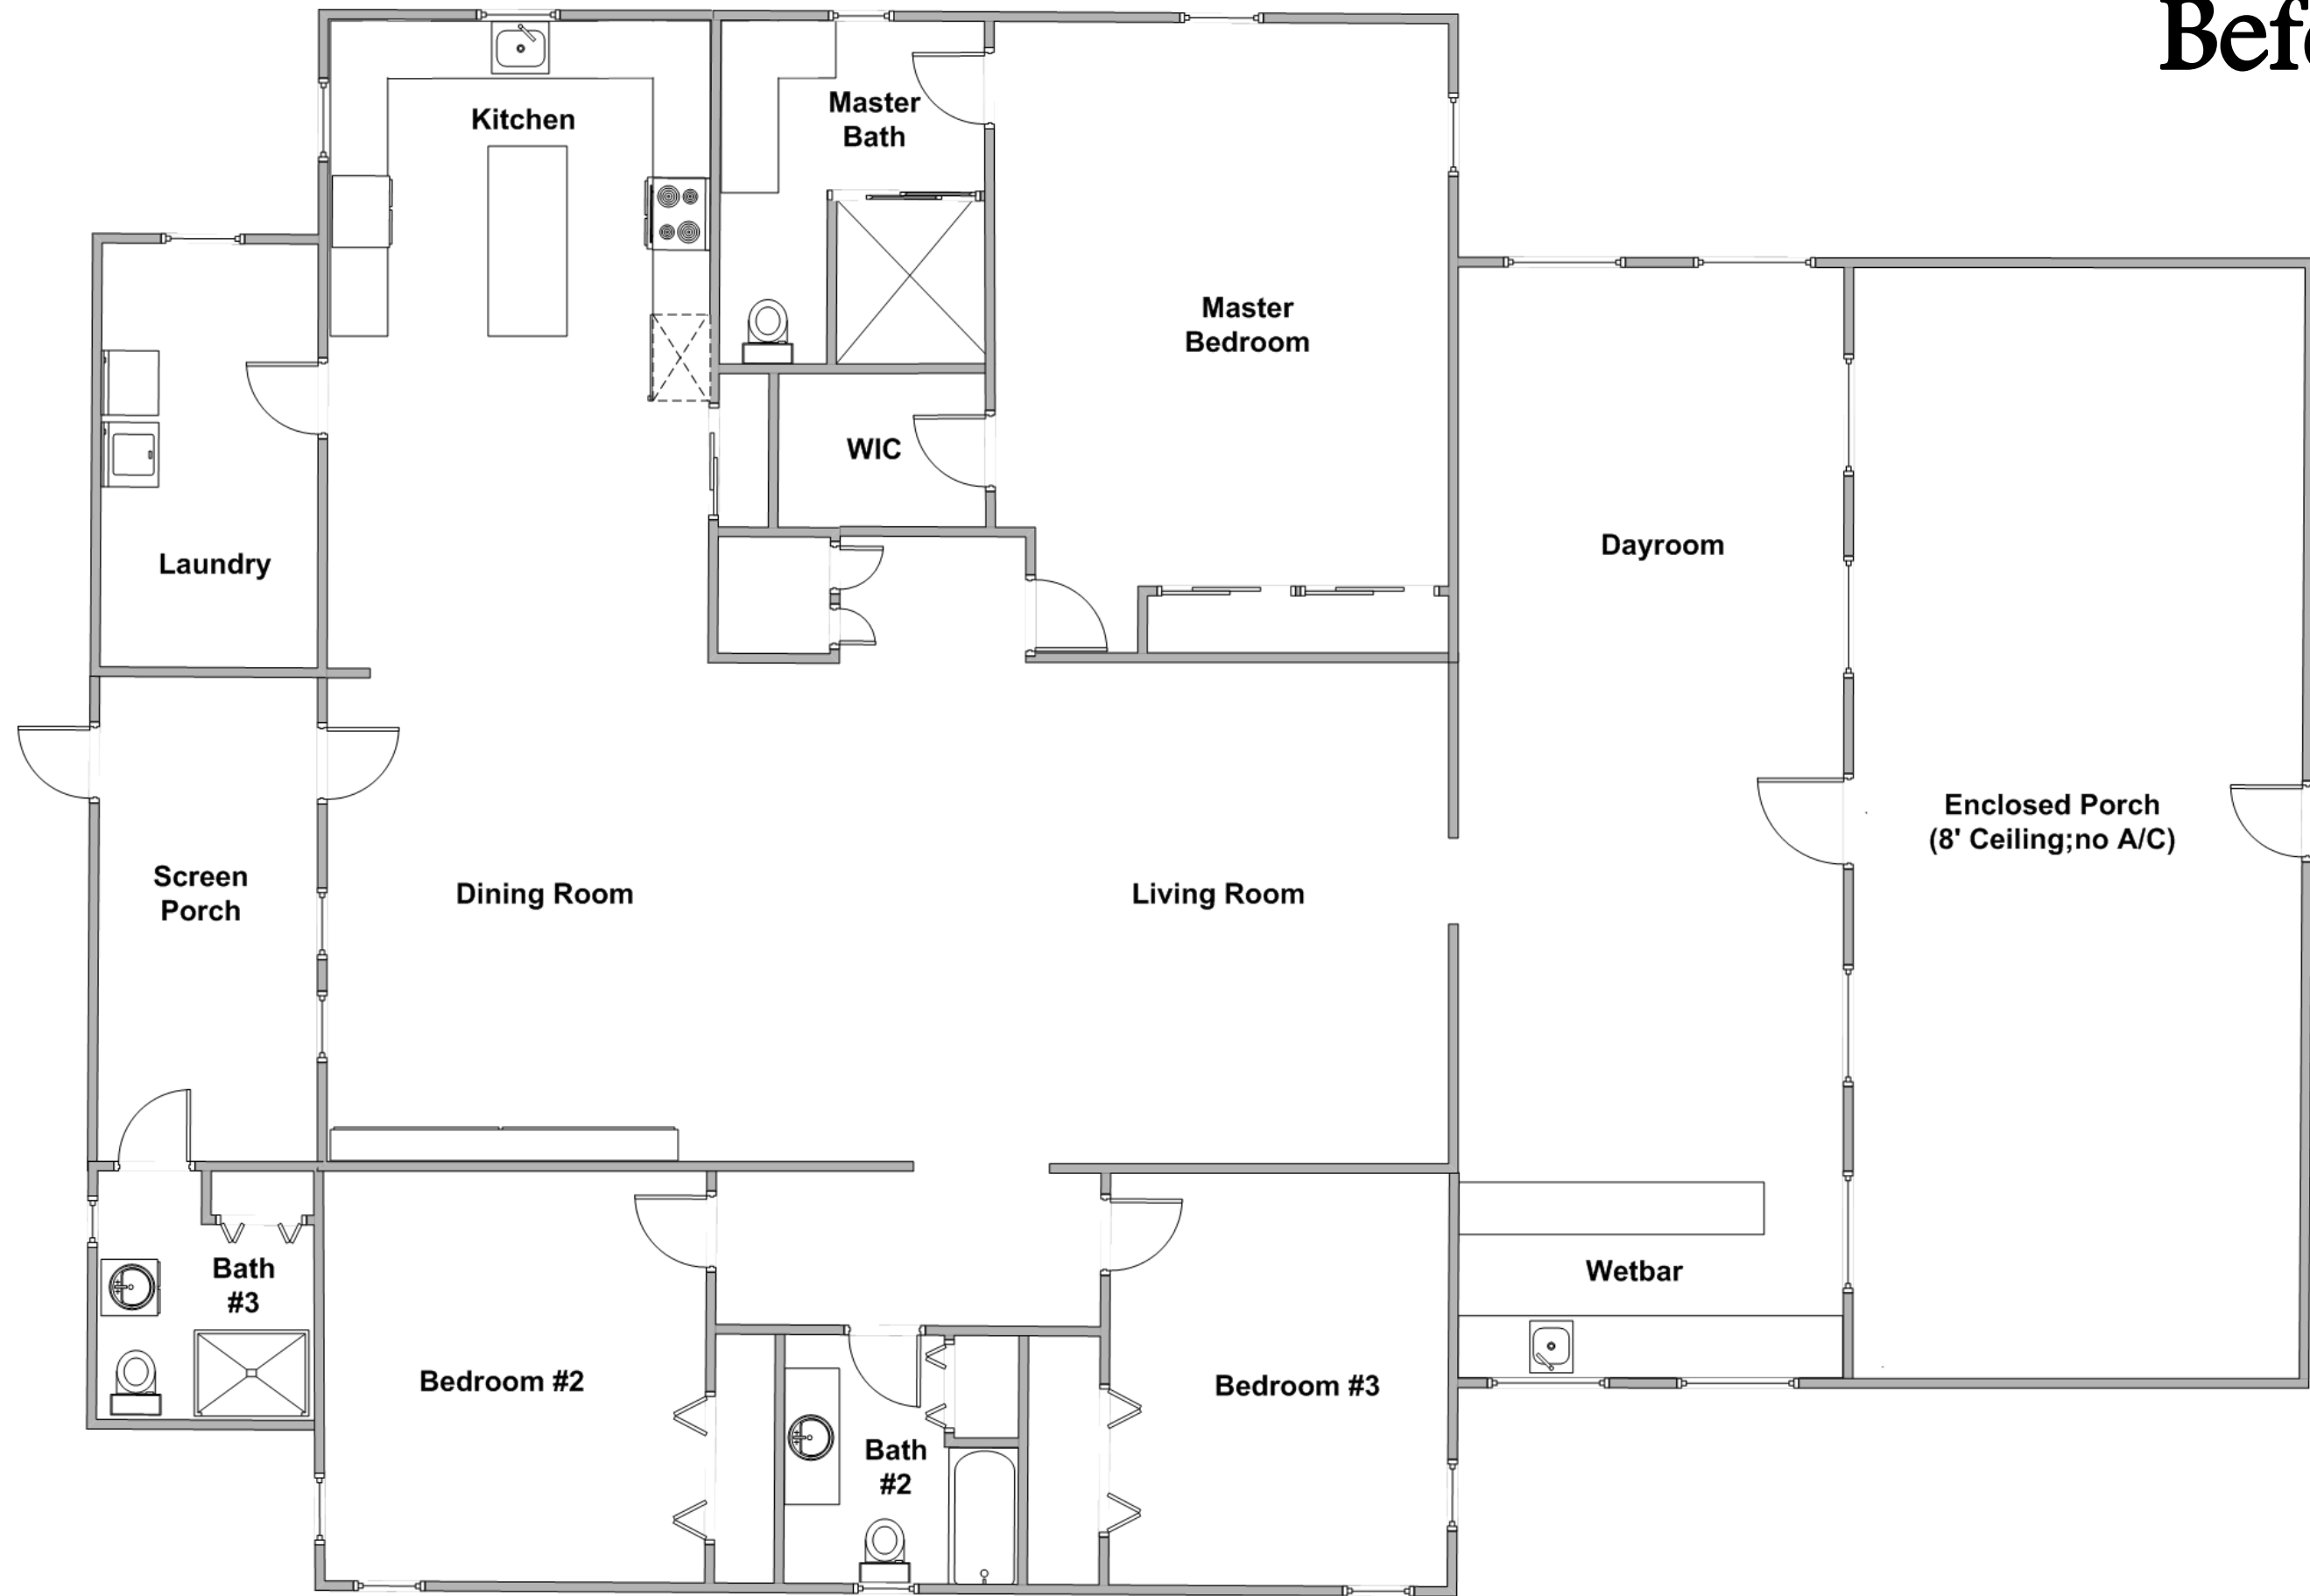 Befo
Kitchen
Master
Bath
Master
Bedroom
WIC
Laundry
Dayroom
Enclosed Porch
(8' Ceiling;no A/C)
Screen
Porch
Dining Room
Living Room
Bath
#3
Wetbar
Bedroom #2
Bedroom #3
Bath
#2